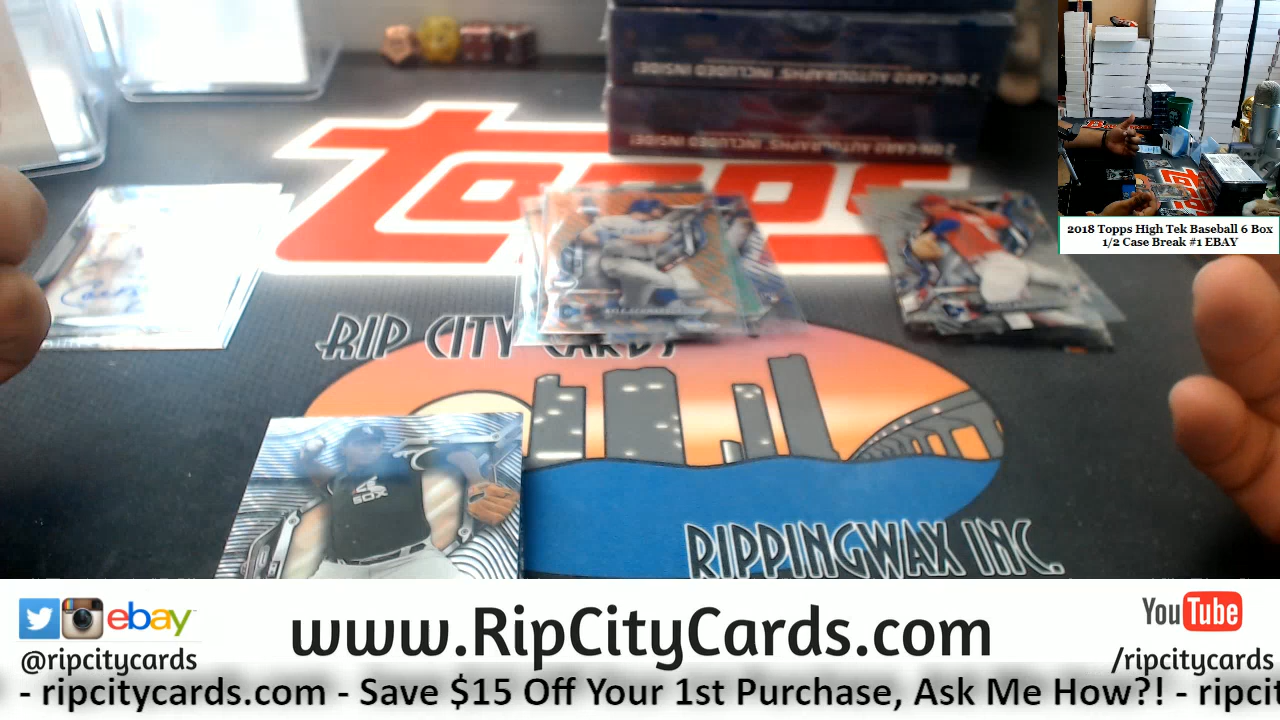 2 ON-CARD AUTOGRAPHS, INCLUDED INSIDE!
2 ON-CARD AUTOGRAPHS, INCLUDED INSIDE!
Topps
RIP CITY CARDS
RIPPINGWAX INC.
SOX
2018 Topps High Tek Baseball 6 Box
1/2 Case Break #1 EBAY
ebay
@ripcitycards
www.RipCityCards.com
YouTube
/ripcitycards
- ripcitycards.com - Save $15 Off Your 1st Purchase, Ask Me How?! - ripcit